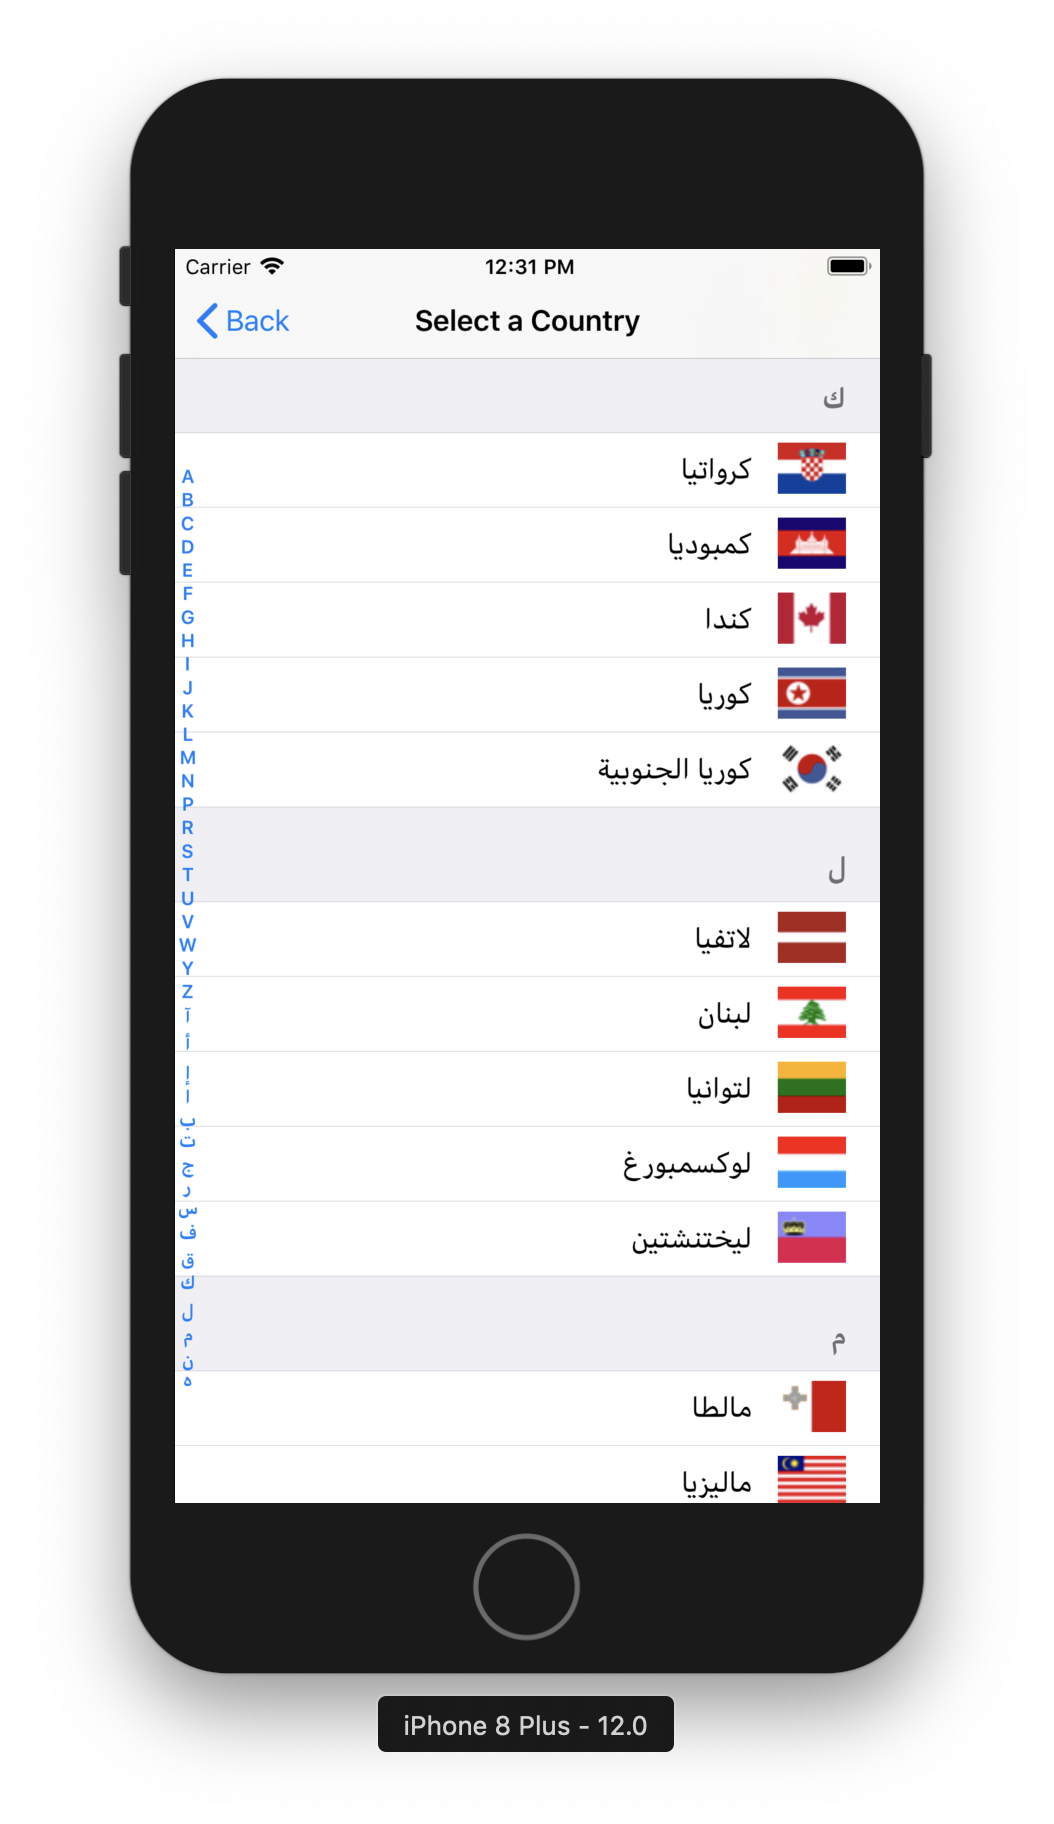 Carrier 12:31 PM
Back Select a Country
ك
كرواتيا
كمبوديا
كندا
كوريا
كوريا الجنوبية
ل
لاتفيا
لبنان
لتوانيا
لوكسمبورغ
ليختنشتين
م
مالطا
ماليزيا
A
B
C
D
E
F
G
H
I
J
K
L
M
N
P
R
S
T
U
V
W
Y
Z
آ
أ
إ
ا
ب
ت
ج
ر
س
ف
ق
ك
ل
م
ن
ه
iPhone 8 Plus - 12.0